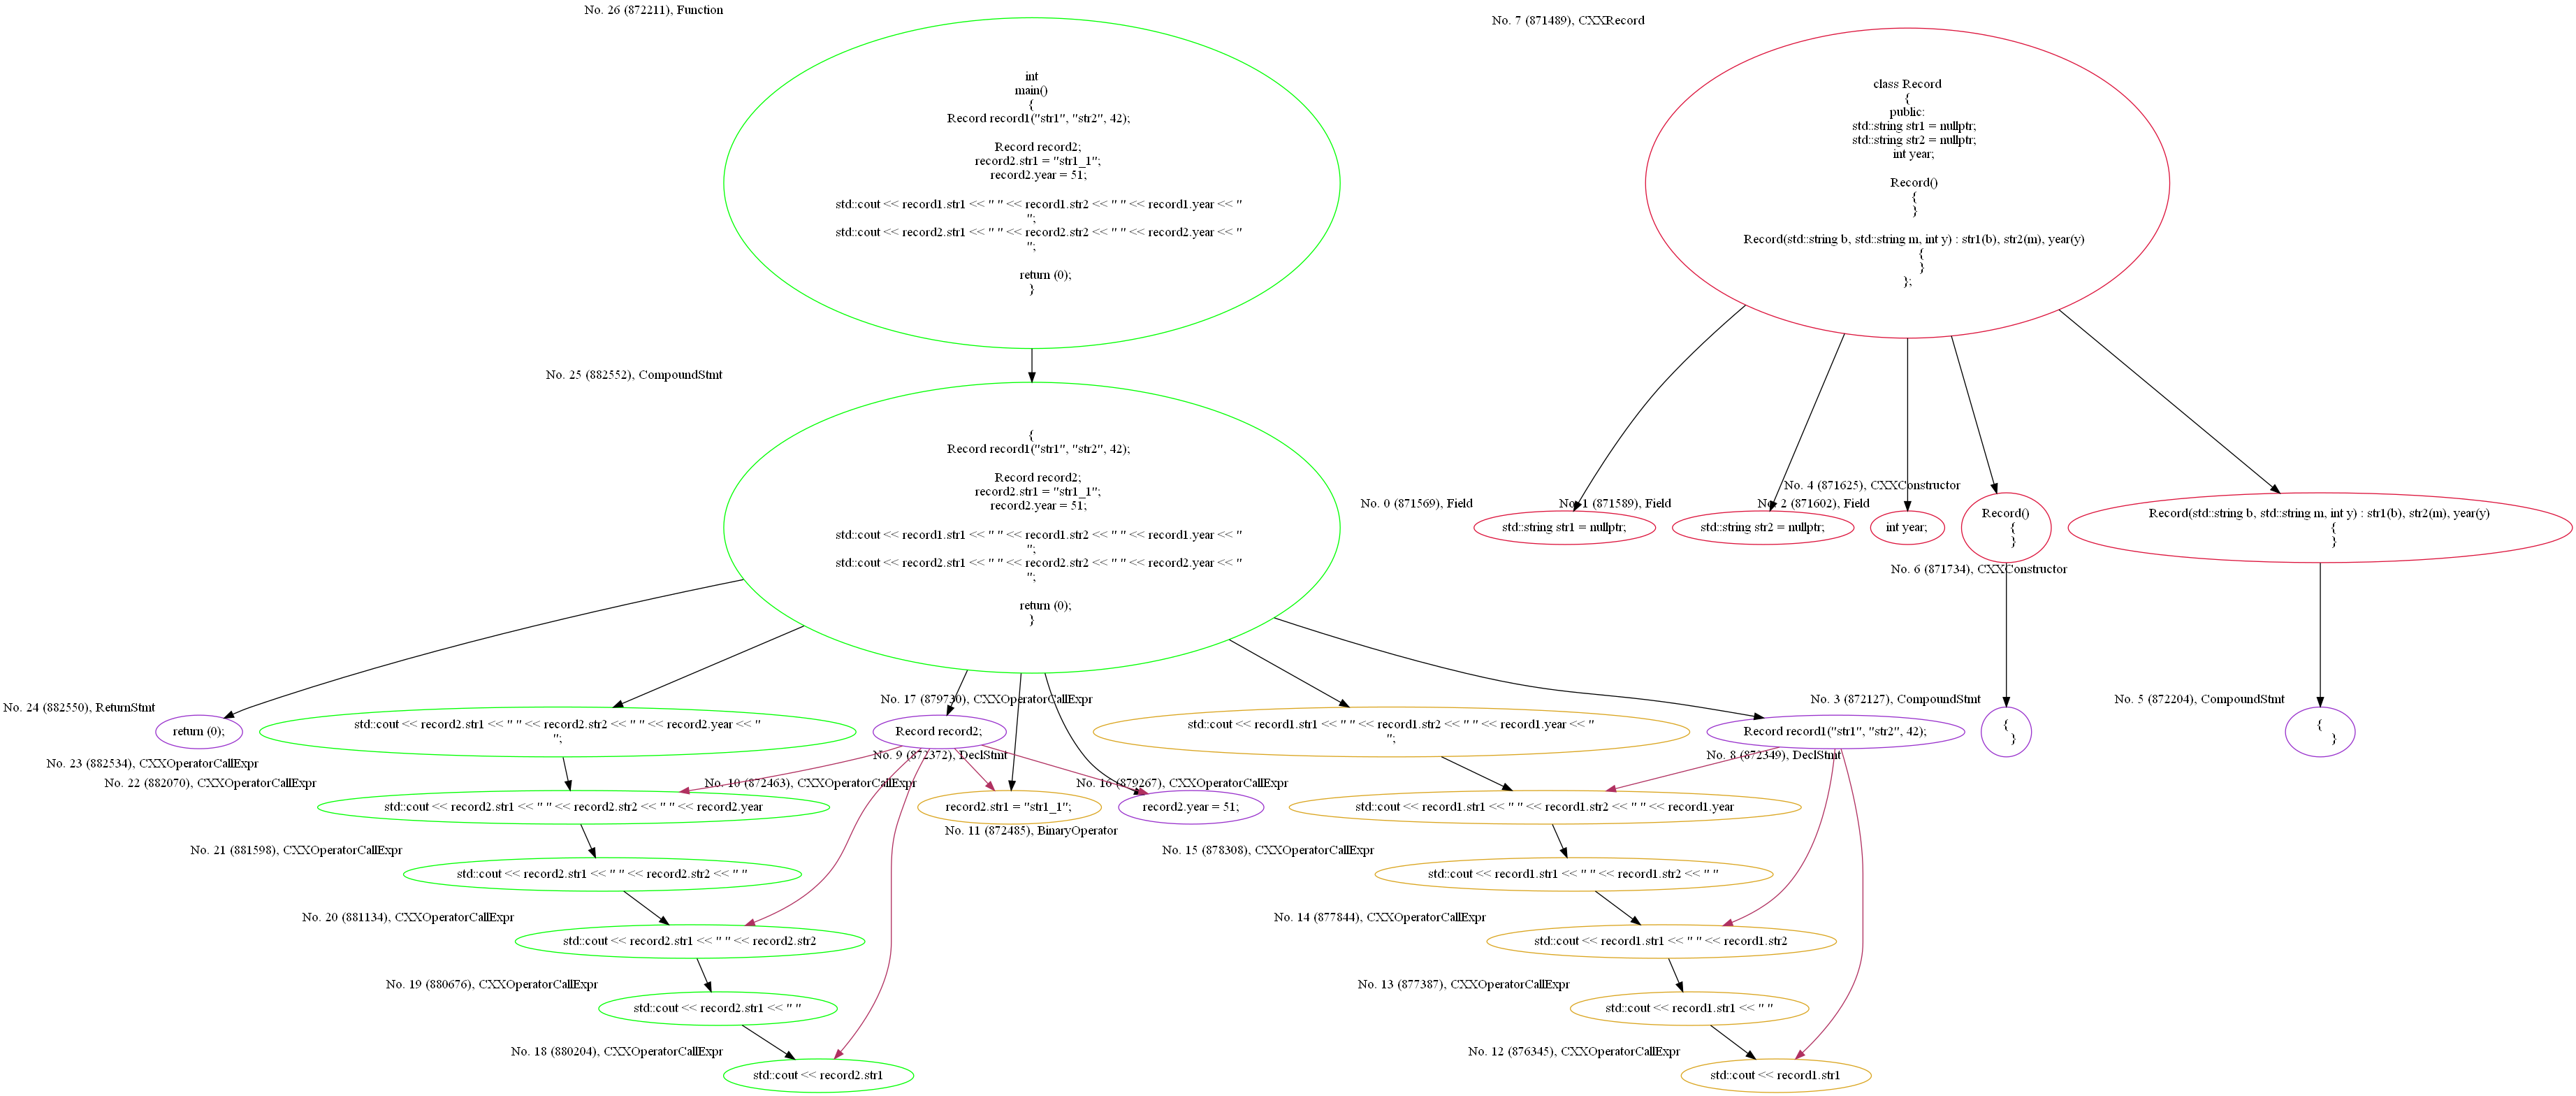 No. 26 (872211), Function
int
main()
{
Record record1("str1", "str2", 42);
Record record2;
record2.str1 = "str1_1";
record2.year = 51;
std::cout << record1.str1 << " " << record1.str2 << " " << record1.year << "
";
std::cout << record2.str1 << " " << record2.str2 << " " << record2.year << "
";
return (0);
}
No. 7 (871489), CXXRecord
class Record
{
public:
std::string str1 = nullptr;
std::string str2 = nullptr;
int year;
Record()
{
}
Record(std::string b, std::string m, int y) : str1(b), str2(m), year(y)
{
}
};
No. 25 (882552), CompoundStmt
{
Record record1("str1", "str2", 42);
Record record2;
record2.str1 = "str1_1";
record2.year = 51;
std::cout << record1.str1 << " " << record1.str2 << " " << record1.year << "
";
std::cout << record2.str1 << " " << record2.str2 << " " << record2.year << "
";
return (0);
}
No. 0 (871569), Field
std::string str1 = nullptr;
No. 1 (871589), Field
std::string str2 = nullptr;
No. 2 (871602), Field
int year;
No. 4 (871625), CXXConstructor
Record()
{
}
No. 6 (871734), CXXConstructor
Record(std::string b, std::string m, int y) : str1(b), str2(m), year(y)
{
}
No. 24 (882550), ReturnStmt
return (0);
No. 23 (882534), CXXOperatorCallExpr
std::cout << record2.str1 << " " << record2.str2 << " " << record2.year << "
";
No. 9 (872372), DeclStmt
Record record2;
No. 17 (879730), CXXOperatorCallExpr
std::cout << record1.str1 << " " << record1.str2 << " " << record1.year << "
";
No. 8 (872349), DeclStmt
Record record1("str1", "str2", 42);
No. 3 (872127), CompoundStmt
{
}
No. 5 (872204), CompoundStmt
{
}
No. 22 (882070), CXXOperatorCallExpr
std::cout << record2.str1 << " " << record2.str2 << " " << record2.year
No. 10 (872463), CXXOperatorCallExpr
record2.str1 = "str1_1";
No. 11 (872485), BinaryOperator
record2.year = 51;
No. 16 (879267), CXXOperatorCallExpr
std::cout << record1.str1 << " " << record1.str2 << " " << record1.year
No. 21 (881598), CXXOperatorCallExpr
std::cout << record2.str1 << " " << record2.str2 << " "
No. 15 (878308), CXXOperatorCallExpr
std::cout << record1.str1 << " " << record1.str2 << " "
No. 20 (881134), CXXOperatorCallExpr
std::cout << record2.str1 << " " << record2.str2
No. 14 (877844), CXXOperatorCallExpr
std::cout << record1.str1 << " " << record1.str2
No. 19 (880676), CXXOperatorCallExpr
std::cout << record2.str1 << " "
No. 13 (877387), CXXOperatorCallExpr
std::cout << record1.str1 << " "
No. 18 (880204), CXXOperatorCallExpr
std::cout << record2.str1
No. 12 (876345), CXXOperatorCallExpr
std::cout << record1.str1